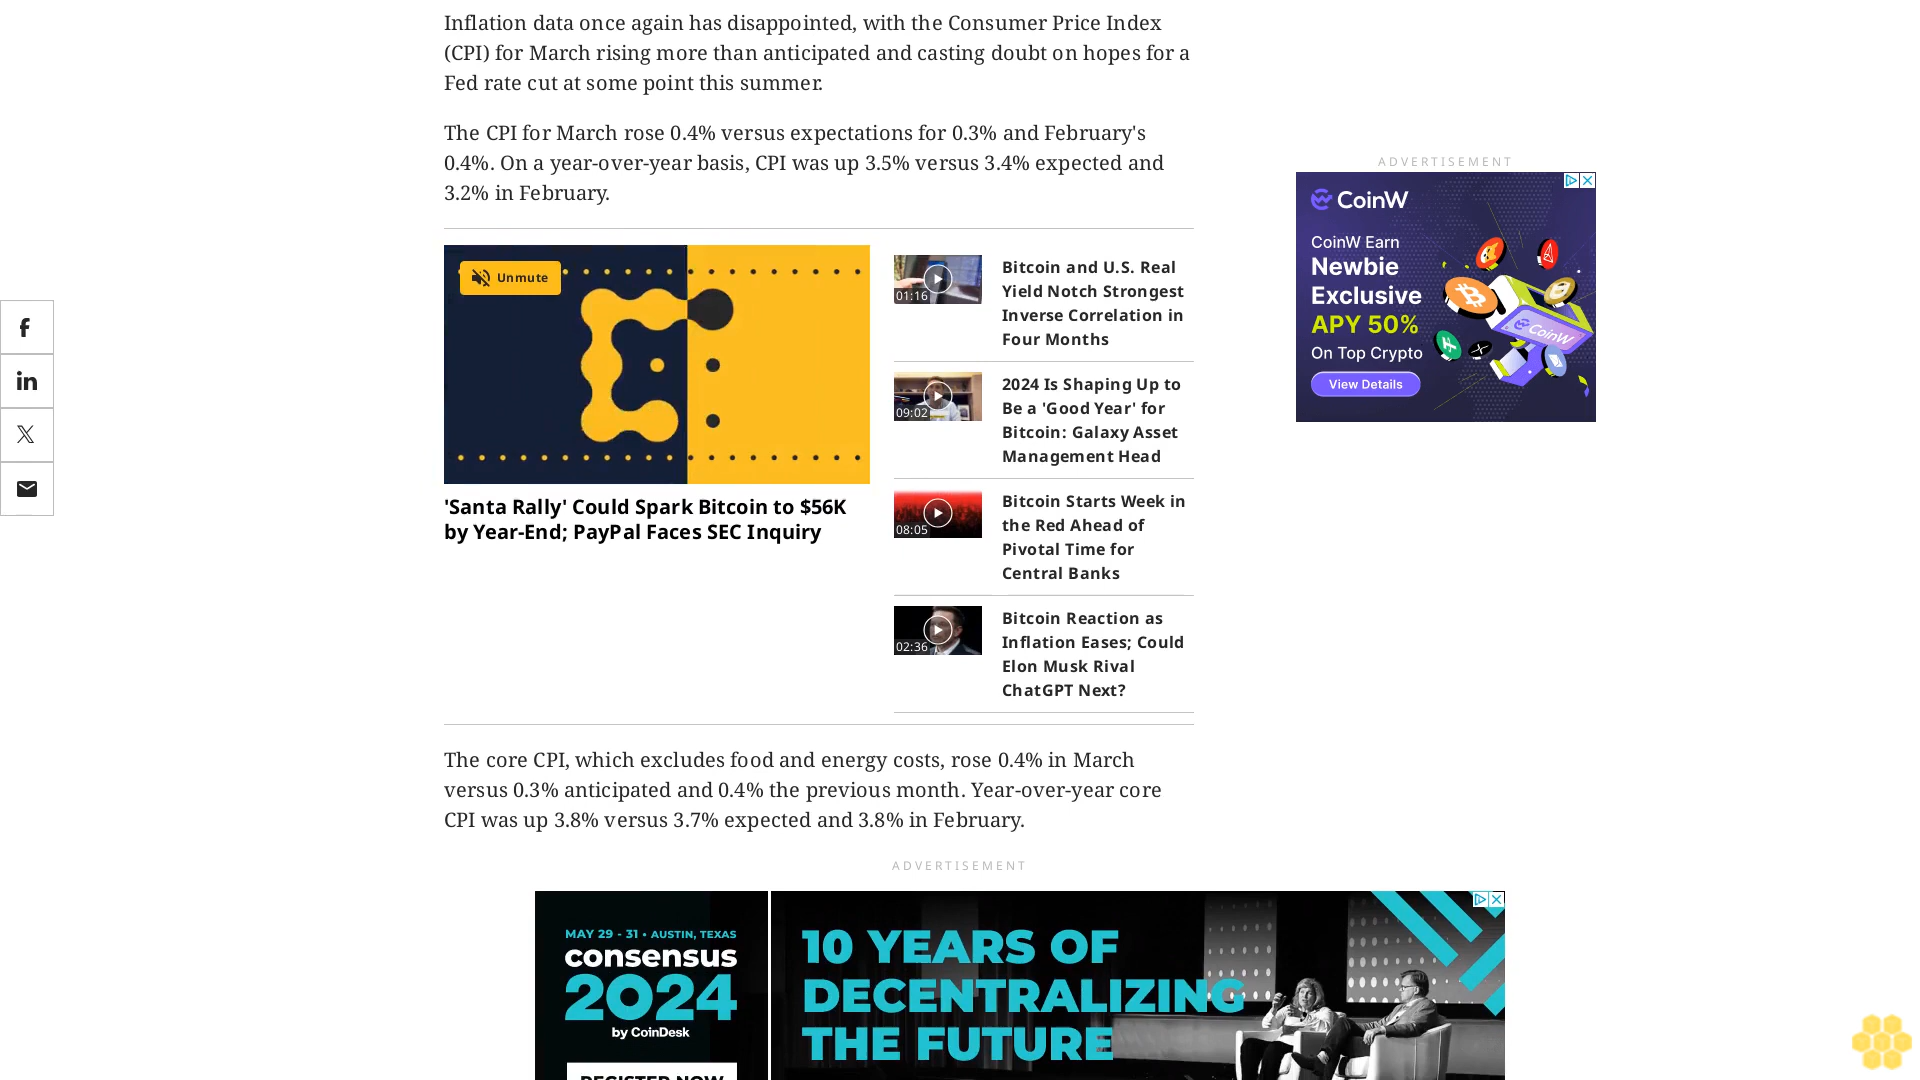 Inflation data once again has disappointed, with the Consumer Price Index
(CPI) for March rising more than anticipated and casting doubt on hopes for a
Fed rate cut at some point this summer.
The CPI for March rose 0.4% versus expectations for 0.3% and February's
0.4%. On a year-over-year basis, CPI was up 3.5% versus 3.4% expected and
3.2% in February.
Unmute
'Santa Rally' Could Spark Bitcoin to $56K
by Year-End; PayPal Faces SEC Inquiry
01:16
Bitcoin and U.S. Real
Yield Notch Strongest
Inverse Correlation in
Four Months
09:02
2024 Is Shaping Up to
Be a 'Good Year' for
Bitcoin: Galaxy Asset
Management Head
08:05
Bitcoin Starts Week in
the Red Ahead of
Pivotal Time for
Central Banks
02:36
Bitcoin Reaction as
Inflation Eases; Could
Elon Musk Rival
ChatGPT Next?
The core CPI, which excludes food and energy costs, rose 0.4% in March
versus 0.3% anticipated and 0.4% the previous month. Year-over-year core
CPI was up 3.8% versus 3.7% expected and 3.8% in February.
ADVERTISEMENT
CoinW
CoinW Earn
Newbie
Exclusive
APY 50%
On Top Crypto
View Details
CoinW
ADVERTISEMENT
MAY 29 - 31 • AUSTIN, TEXAS
consensus
2024
by CoinDesk
REGISTER NOW
10 YEARS OF
DECENTRALIZING
THE FUTURE